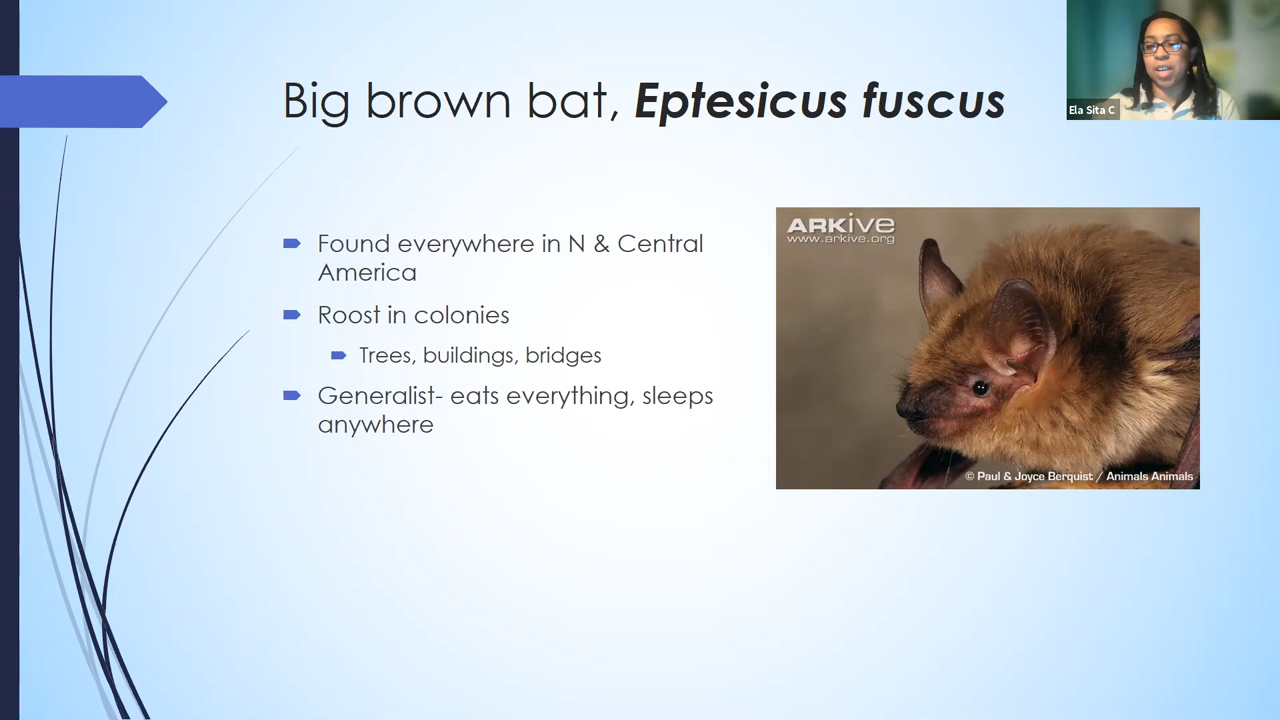 Big brown bat, Eptesicus fuscus
Ela Sita C
Found everywhere in N & Central
America
Roost in colonies
Trees, buildings, bridges
Generalist- eats everything, sleeps
anywhere
ARKive
www.arkive.org
© Paul & Joyce Berquist / Animals Animals